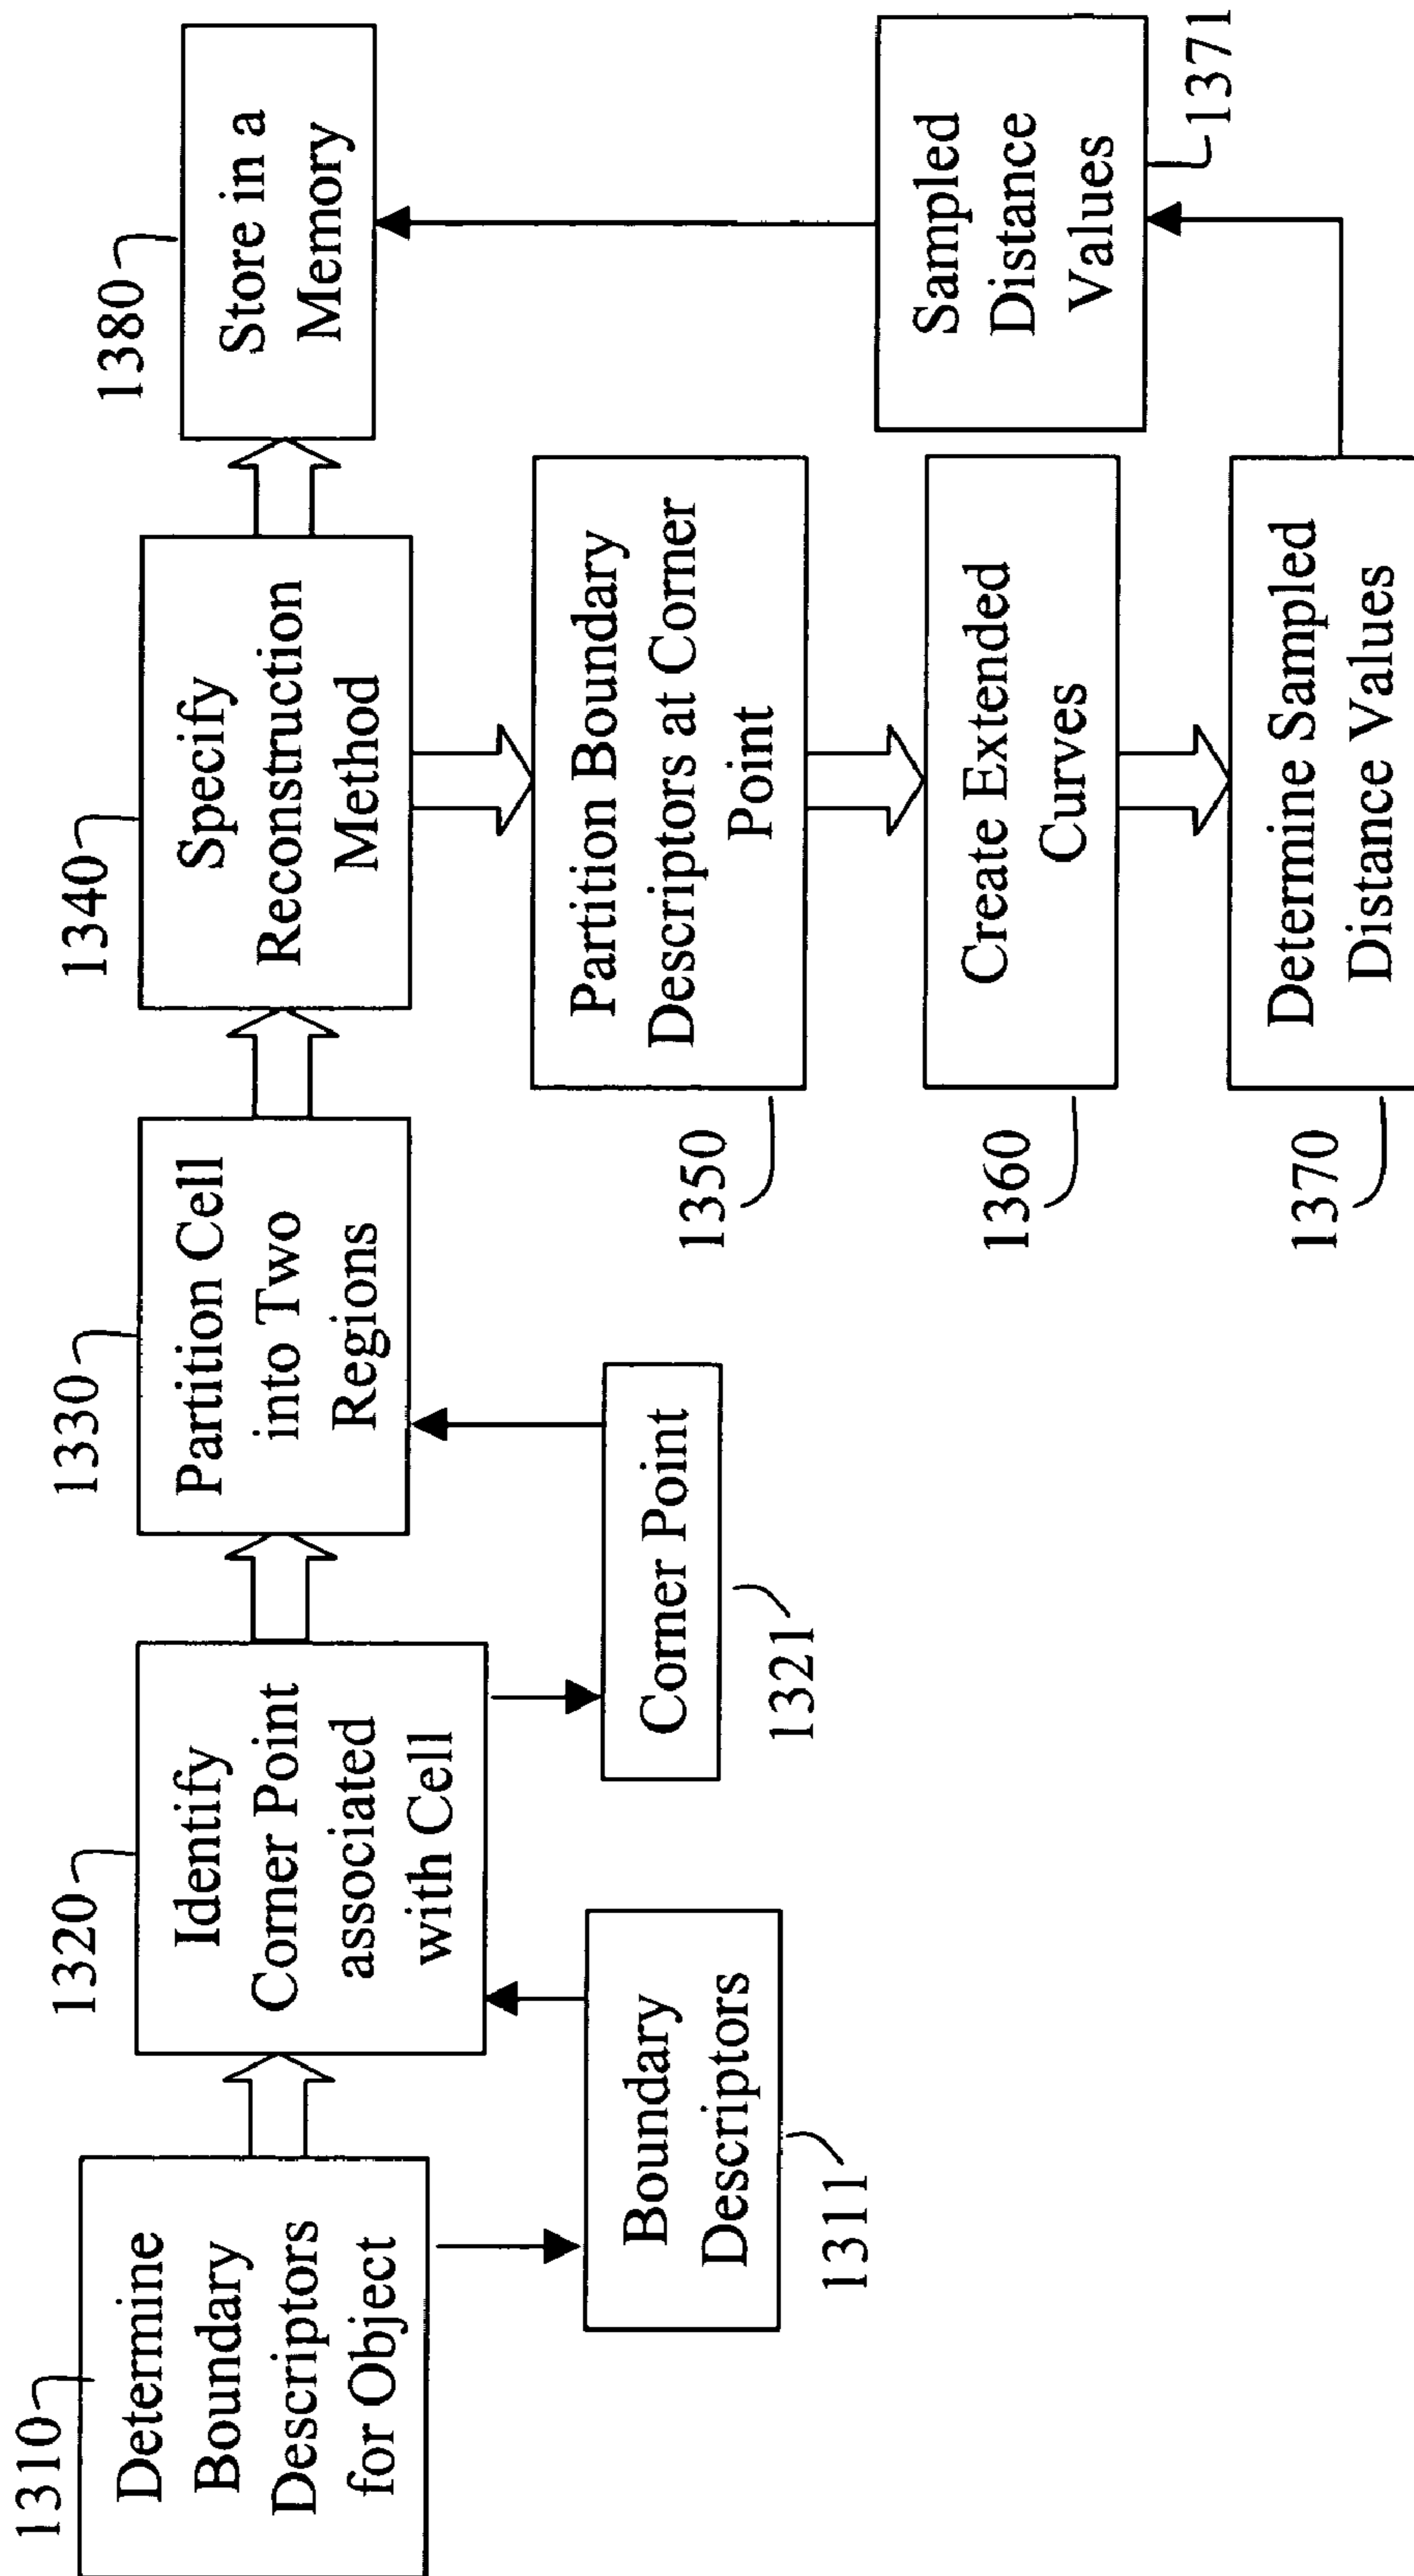 1310
Determine
Boundary
Descriptors
for Object
Boundary
Descriptors
1311
1320
Identify
Corner Point
associated
with Cell
Corner Point
1321
1330
Partition Cell
into Two
Regions
1340
Specify
Reconstruction
Method
1350
Partition Boundary
Descriptors at Corner
Point
1360
Create Extended
Curves
1370
Determine Sampled
Distance Values
Sampled
Distance
Values
1371
1380
Store in a
Memory